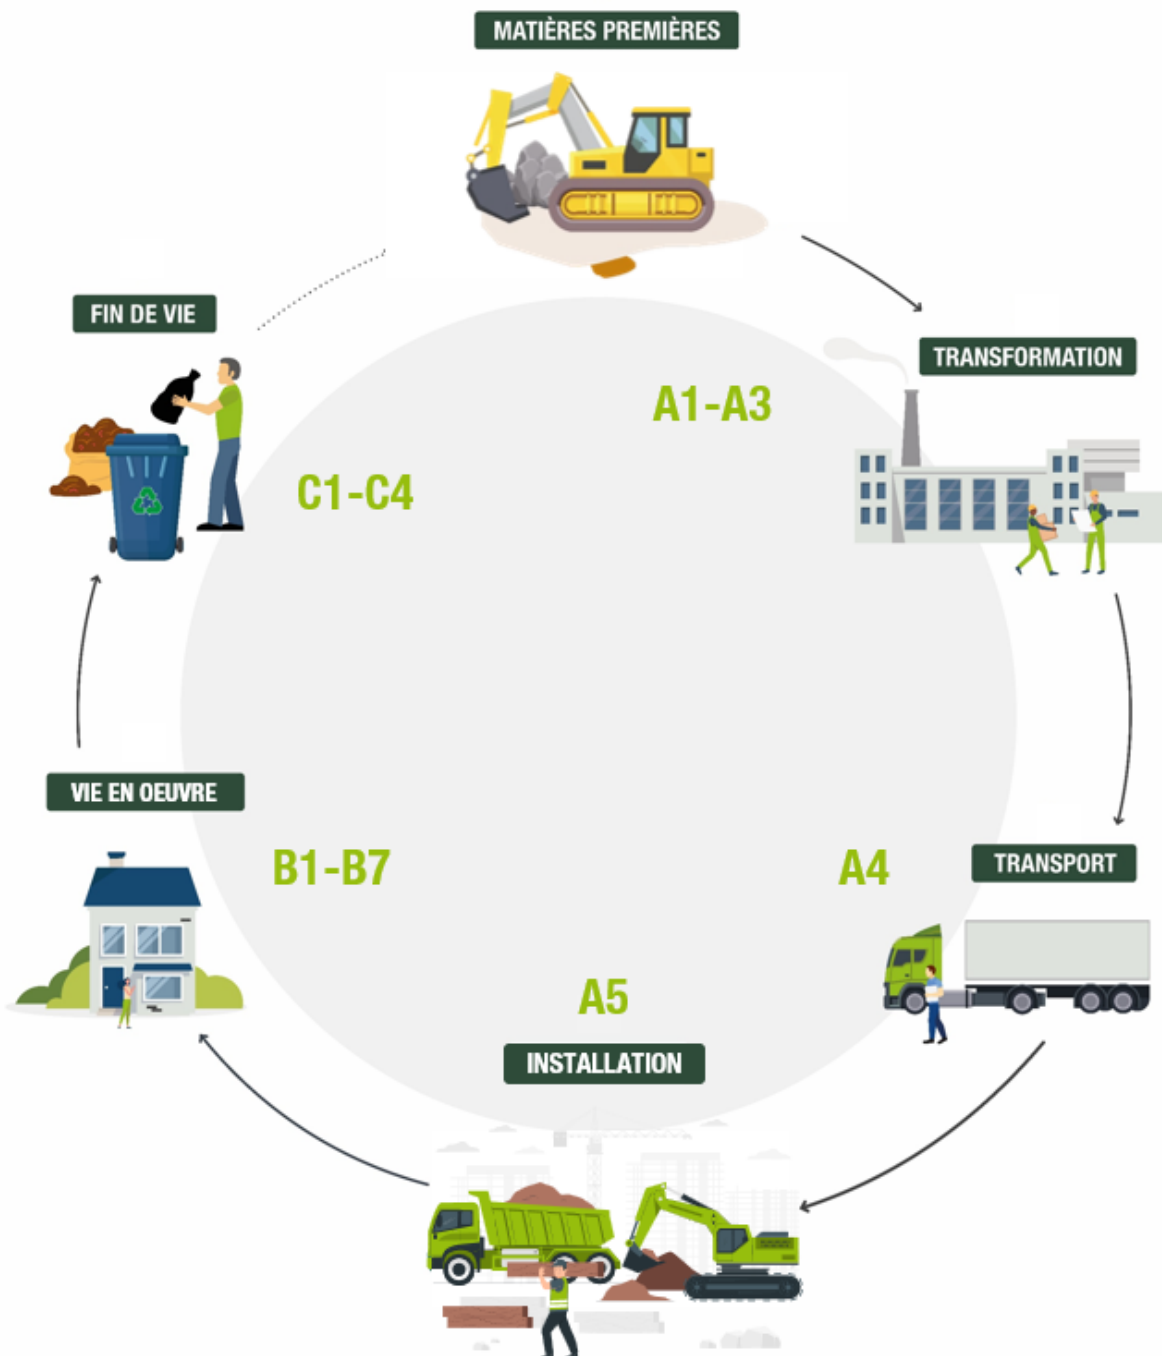 MATIÈRES PREMIÈRES
FIN DE VIE
TRANSFORMATION
A1-A3
C1-C4
VIE EN OEUVRE
B1-B7
A4
TRANSPORT
A5
INSTALLATION